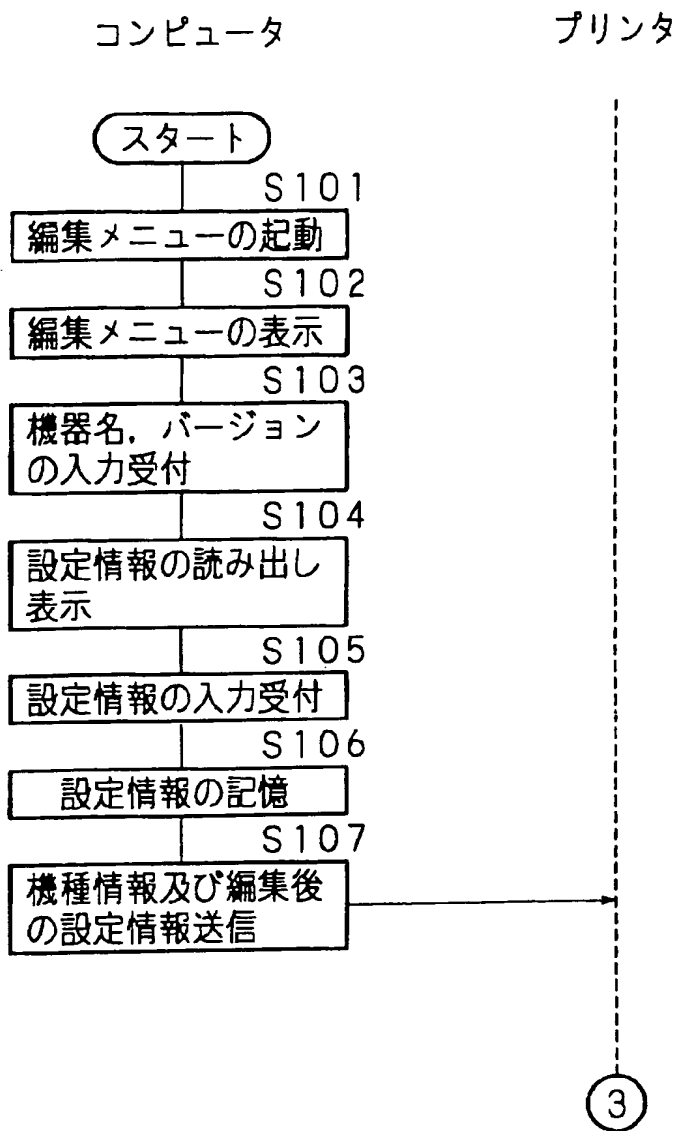 コンピュータ
プリンタ
スタート
S101
編集メニューの起動
S102
編集メニューの表示
S103
機器名，バージョン
の入力受付
S104
設定情報の読み出し
表示
S105
設定情報の入力受付
S106
設定情報の記憶
S107
機種情報及び編集後
の設定情報送信
3